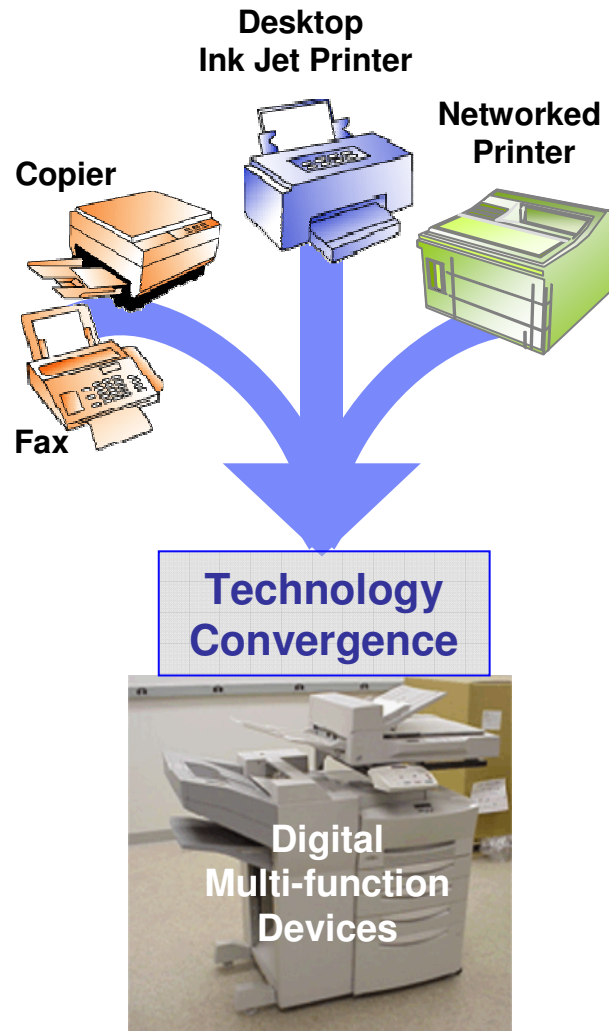 Desktop
Ink Jet Printer
Networked
Printer
Copier
Fax
Technology
Convergence
Digital
Multi-function
Devices